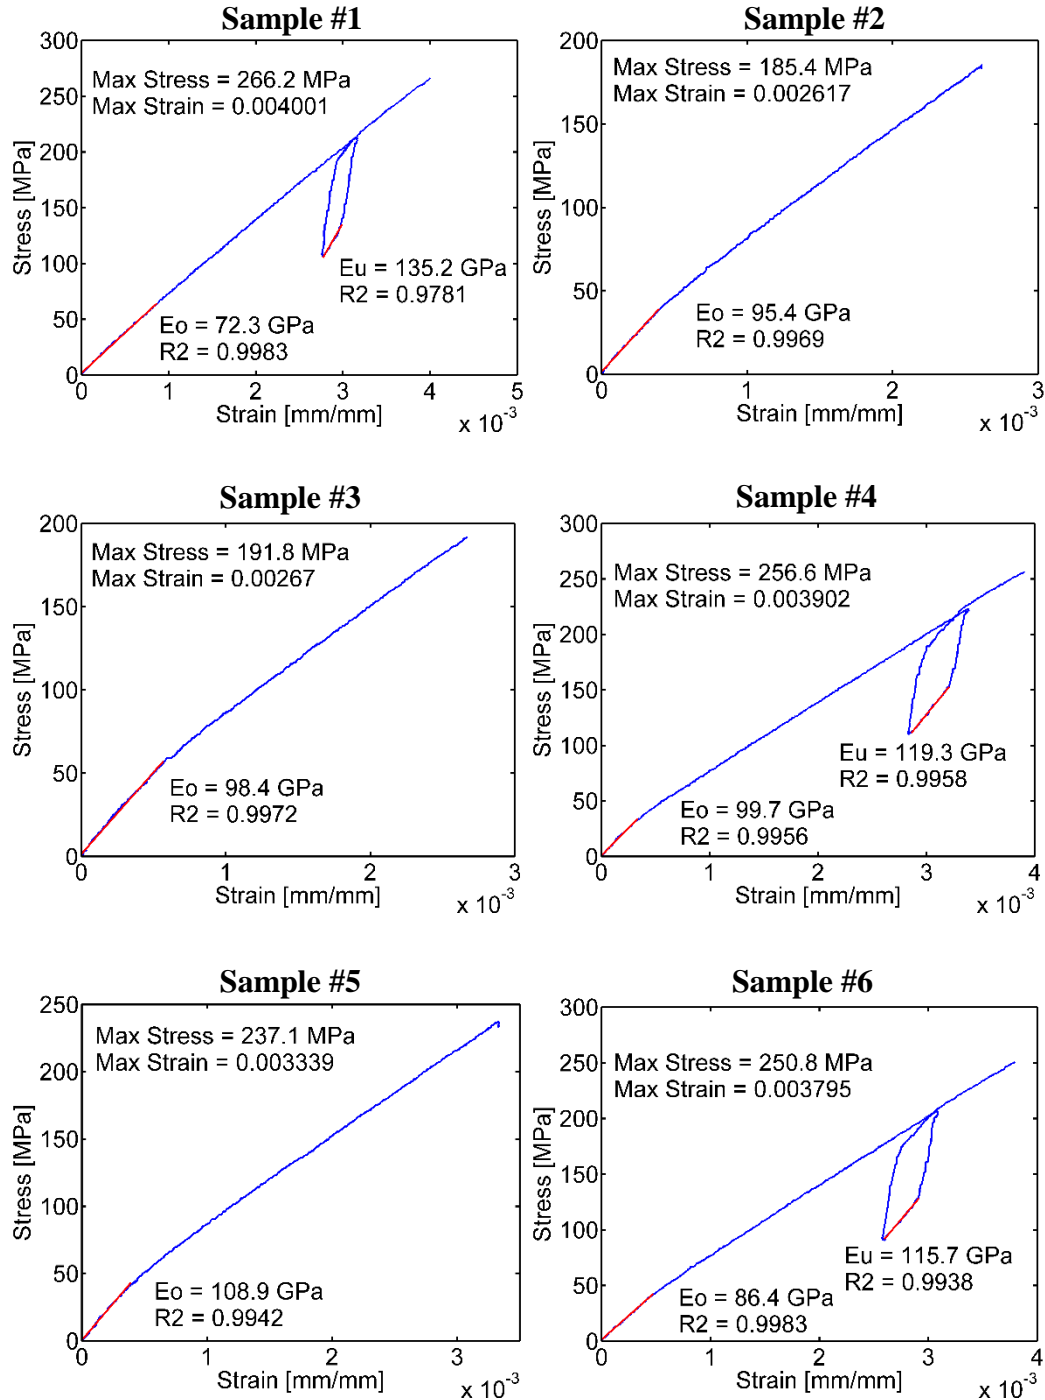 Sample #1
300
250
200
150
100
50
0
Stress [MPa]
Max Stress = 266.2 MPa
Max Strain = 0.004001
Eu = 135.2 GPa
R2 = 0.9781
Eo = 72.3 GPa
R2 = 0.9983
0 1 2 3 4 5
Strain [mm/mm]
x 10-3
Sample #2
200
150
100
50
0
Stress [MPa]
Max Stress = 185.4 MPa
Max Strain = 0.002617
Eo = 95.4 GPa
R2 = 0.9969
0 1 2 3
Strain [mm/mm]
x 10-3
Sample #3
200
150
100
50
0
Stress [MPa]
Max Stress = 191.8 MPa
Max Strain = 0.00267
Eo = 98.4 GPa
R2 = 0.9972
0 1 2 3
Strain [mm/mm]
x 10-3
Sample #4
300
250
200
150
100
50
0
Stress [MPa]
Max Stress = 256.6 MPa
Max Strain = 0.003902
Eu = 119.3 GPa
R2 = 0.9958
Eo = 99.7 GPa
R2 = 0.9956
0 1 2 3 4
Strain [mm/mm]
x 10-3
Sample #5
250
200
150
100
50
0
Stress [MPa]
Max Stress = 237.1 MPa
Max Strain = 0.003339
Eo = 108.9 GPa
R2 = 0.9942
0 1 2 3
Strain [mm/mm]
x 10-3
Sample #6
300
250
200
150
100
50
0
Stress [MPa]
Max Stress = 250.8 MPa
Max Strain = 0.003795
Eu = 115.7 GPa
R2 = 0.9938
Eo = 86.4 GPa
R2 = 0.9983
0 1 2 3 4
Strain [mm/mm]
x 10-3